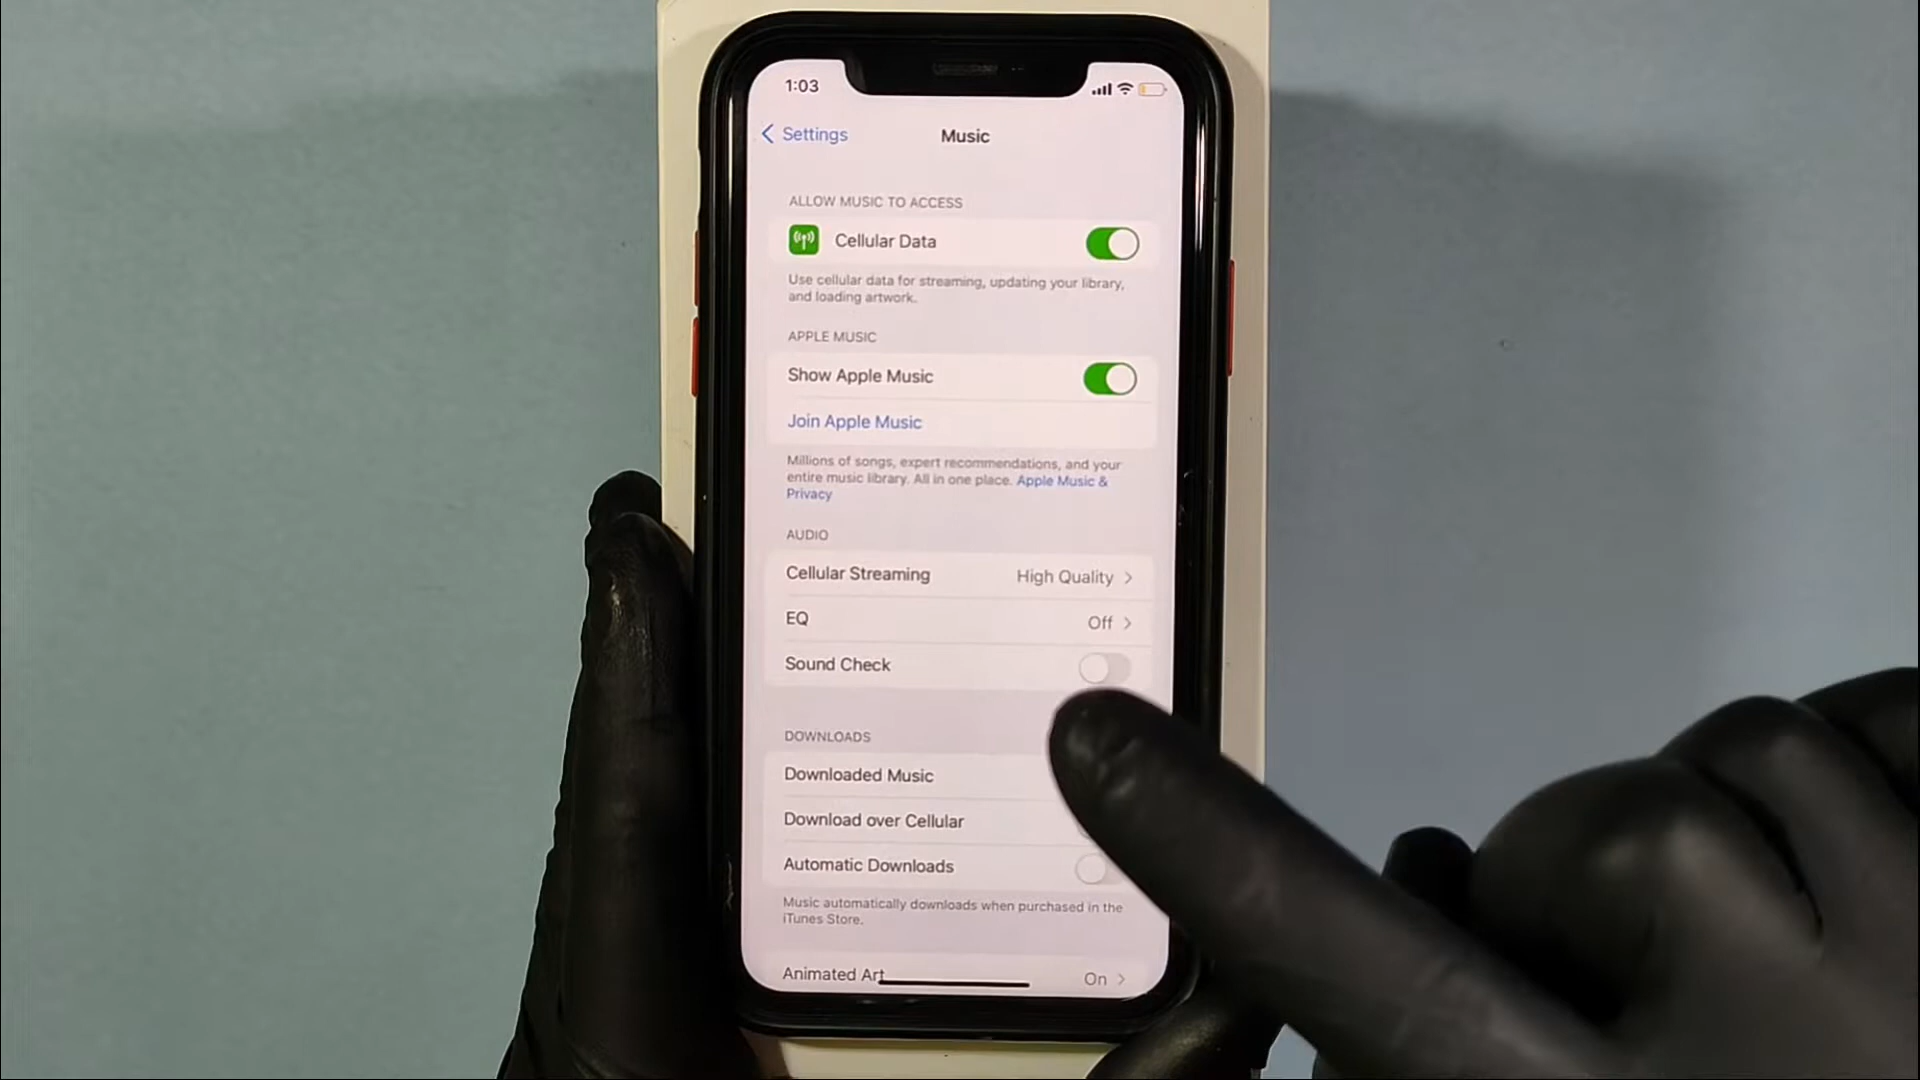 1:03
Settings
Music
ALLOW MUSIC TO ACCESS
Cellular Data
Use cellular data for streaming, updating your library,
and loading artwork.
APPLE MUSIC
Show Apple Music
Join Apple Music
Millions of songs, expert recommendations, and your
entire music library. All in one place. Apple Music &
Privacy
AUDIO
Cellular Streaming High Quality
EQ Off
Sound Check
DOWNLOADS
Downloaded Music
Download over Cellular
Automatic Downloads
Music automatically downloads when purchased in the
iTunes Store.
Animated Art On